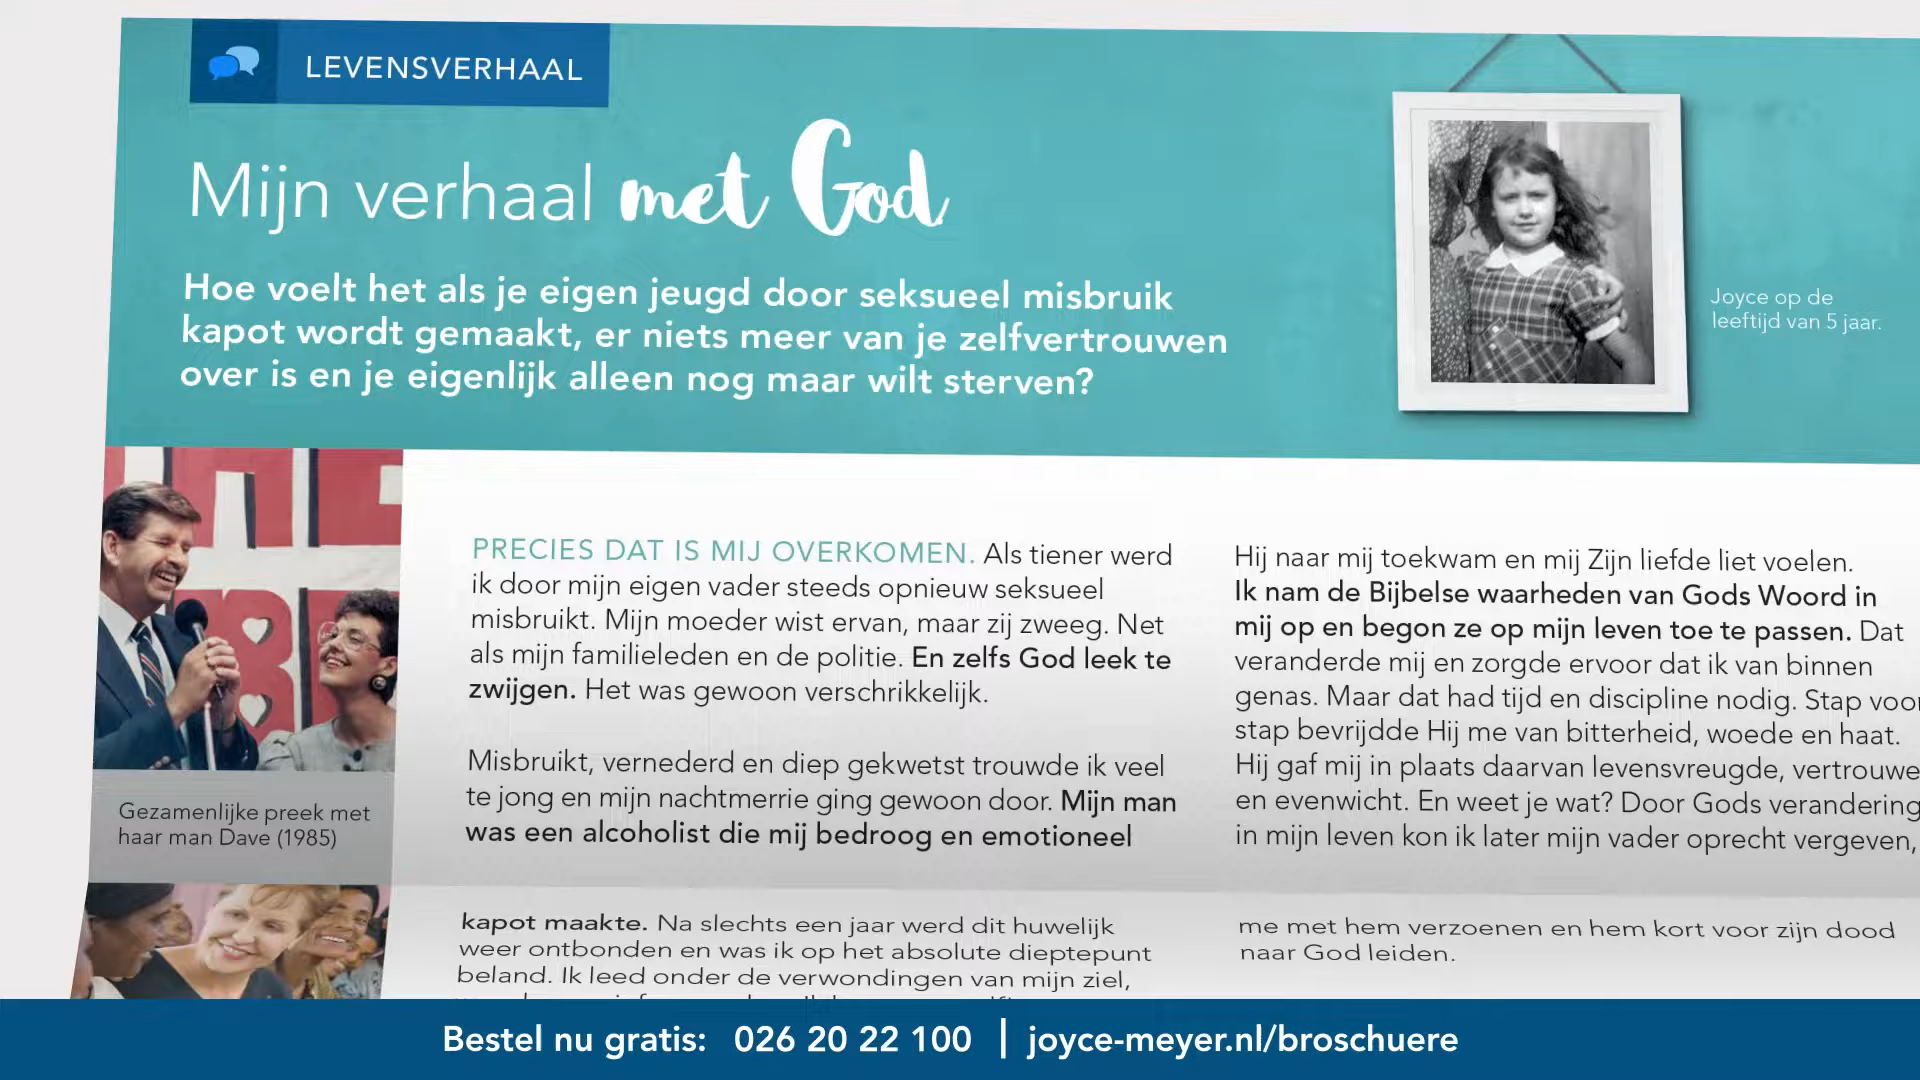 LEVENSVERHAAL
Mijn verhaal met God
Hoe voelt het als je eigen jeugd door seksueel misbruik
kapot wordt gemaakt, er niets meer van je zelfvertrouwen
over is en je eigenlijk alleen nog maar wilt sterven?
Joyce op de
leeftijd van 5 jaar.
Gezamenlijke preek met
haar man Dave (1985)
PRECIES DAT IS MIJ OVERKOMEN. Als tiener werd
ik door mijn eigen vader steeds opnieuw seksueel
misbruikt. Mijn moeder wist ervan, maar zij zweeg. Net
als mijn familieleden en de politie. En zelfs God leek te
zwijgen. Het was gewoon verschrikkelijk.
Misbruikt, vernederd en diep gekwetst trouwde ik veel
te jong en mijn nachtmerrie ging gewoon door. Mijn man
was een alcoholist die mij bedroog en emotioneel
kapot maakte. Na slechts een jaar werd dit huwelijk
weer ontbonden en was ik op het absolute dieptepunt
beland. Ik leed onder de verwondingen van mijn ziel,
Hij naar mij toekwam en mij Zijn liefde liet voelen.
Ik nam de Bijbelse waarheden van Gods Woord in
mij op en begon ze op mijn leven toe te passen. Dat
veranderde mij en zorgde ervoor dat ik van binnen
genas. Maar dat had tijd en discipline nodig. Stap voor
stap bevrijdde Hij me van bitterheid, woede en haat.
Hij gaf mij in plaats daarvan levensvreugde, vertrouwe
en evenwicht. En weet je wat? Door Gods verandering
in mijn leven kon ik later mijn vader oprecht vergeven,
me met hem verzoenen en hem kort voor zijn dood
naar God leiden.
Bestel nu gratis: 026 20 22 100 | joyce-meyer.nl/broschuere